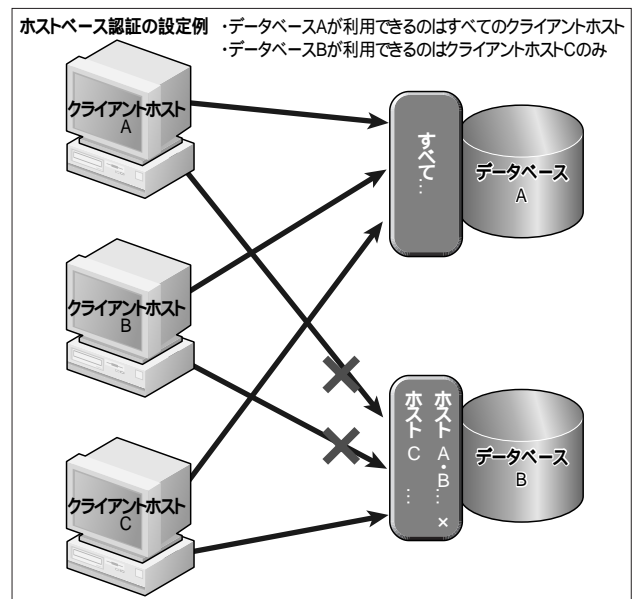 ホストベース認証の設定例
・データベースAが利用できるのはすべてのクライアントホスト
・データベースBが利用できるのはクライアントホストCのみ
クライアントホスト
A
すべて…
データベース
A
クライアントホスト
B
ホスト A・B… ×
ホスト C …
データベース
B
クライアントホスト
C